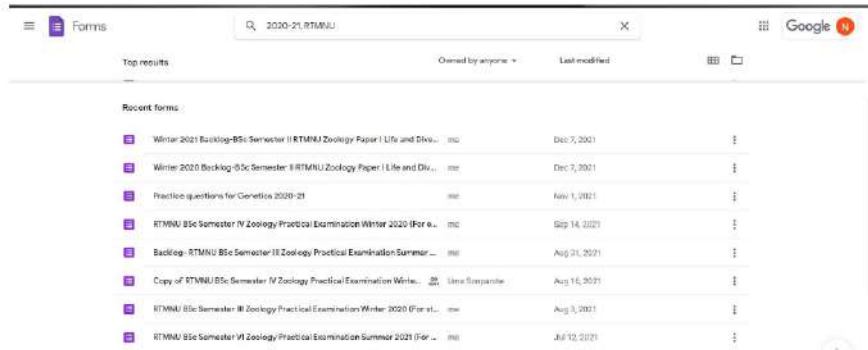 Forms
2020-21, RTMNU
Google
N
Top results
Owned by anyone
Last modified
Recent forms
Winter 2021 Backlog-BSc Semester II RTMNU Zoology Paper I Life and Dive... me Dec 7, 2021
Winter 2020 Backlog-BSc Semester II RTMNU Zoology Paper I Life and Div... me Dec 7, 2021
Practice questions for Genetics 2020-21 me Nov 1, 2021
RTMNU BSc Semester IV Zoology Practical Examination Winter 2020 (For e... me Sep 14, 2021
Backlog- RTMNU BSc Semester III Zoology Practical Examination Summer ... me Aug 31, 2021
Copy of RTMNU BSc Semester IV Zoology Practical Examination Winte... Aug 16, 2021
RTMNU BSc Semester III Zoology Practical Examination Winter 2020 (For st... me Aug 3, 2021
RTMNU BSc Semester VI Zoology Practical Examination Summer 2021 (For ... me Jul 12, 2021